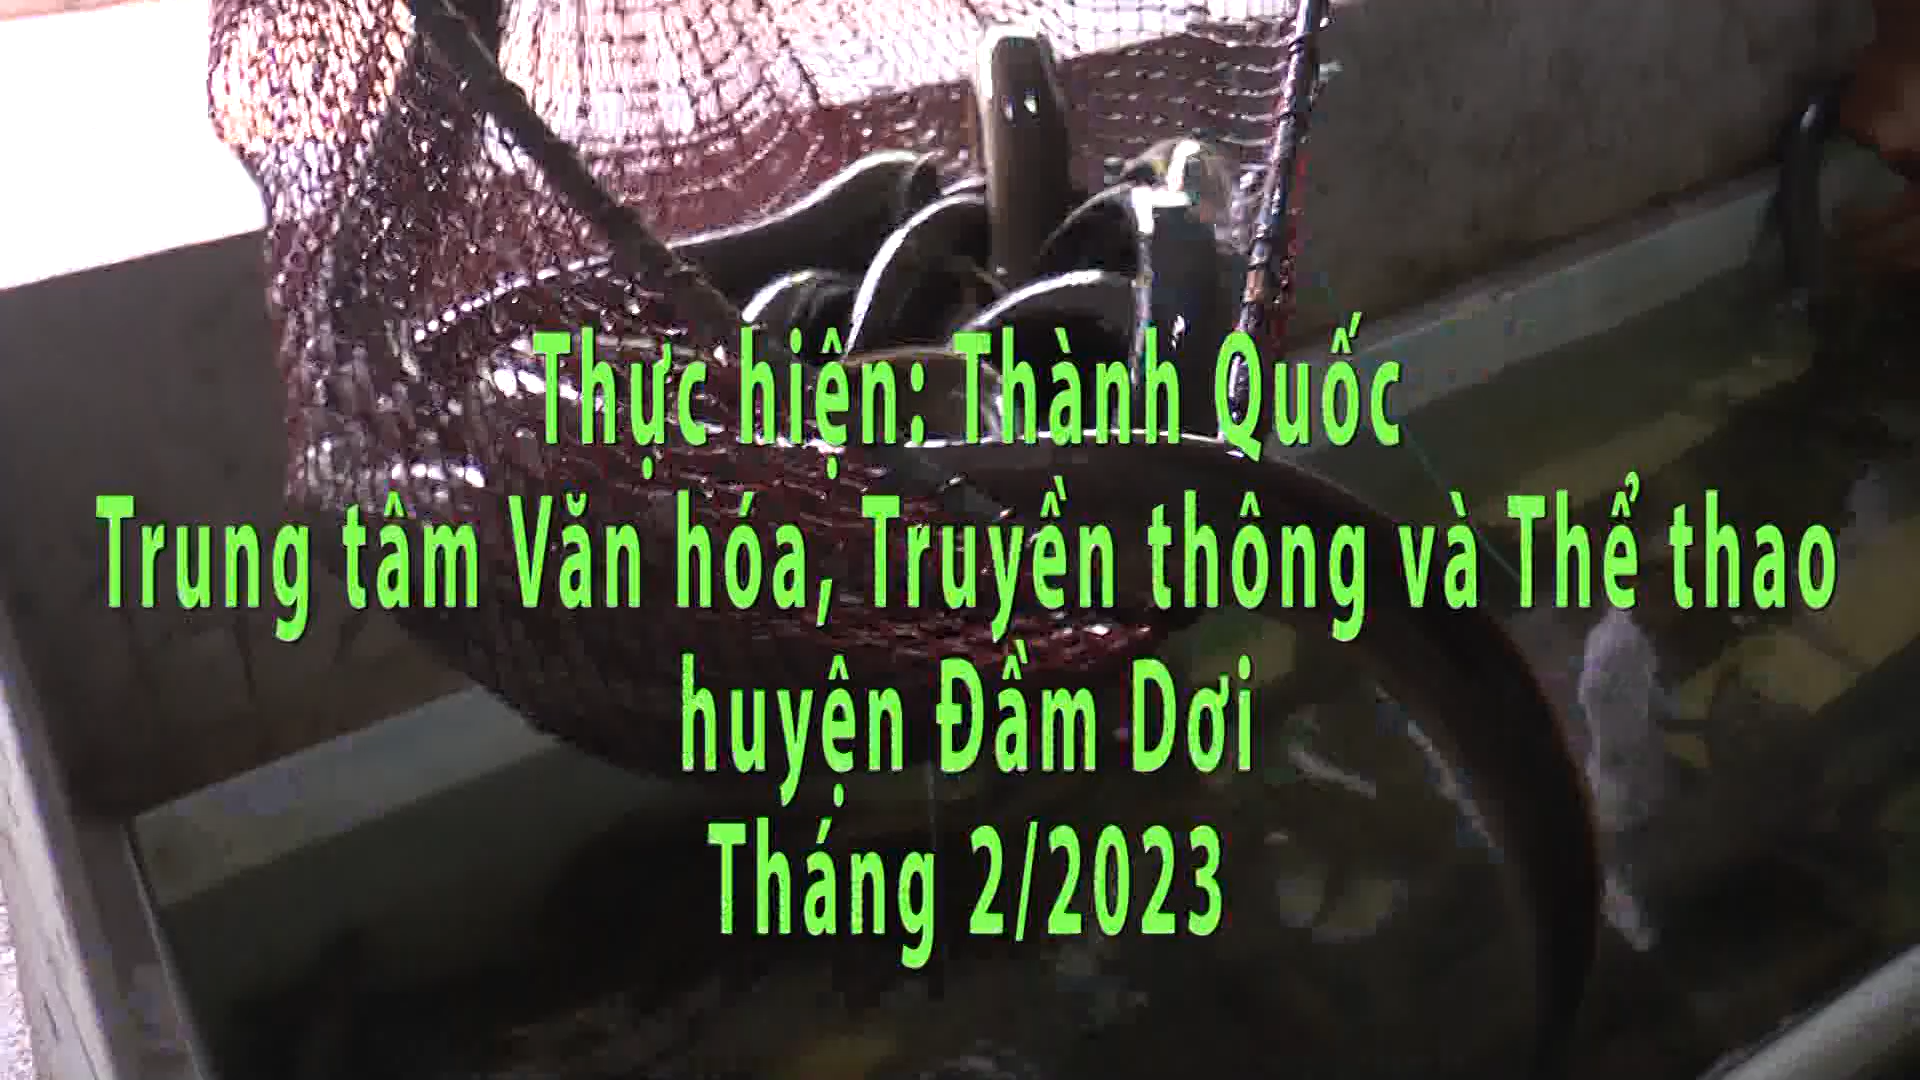 Thực hiện: Thành Quốc
Trung tâm Văn hóa, Truyền thông và Thể thao
huyện Đầm Dơi
Tháng 2/2023